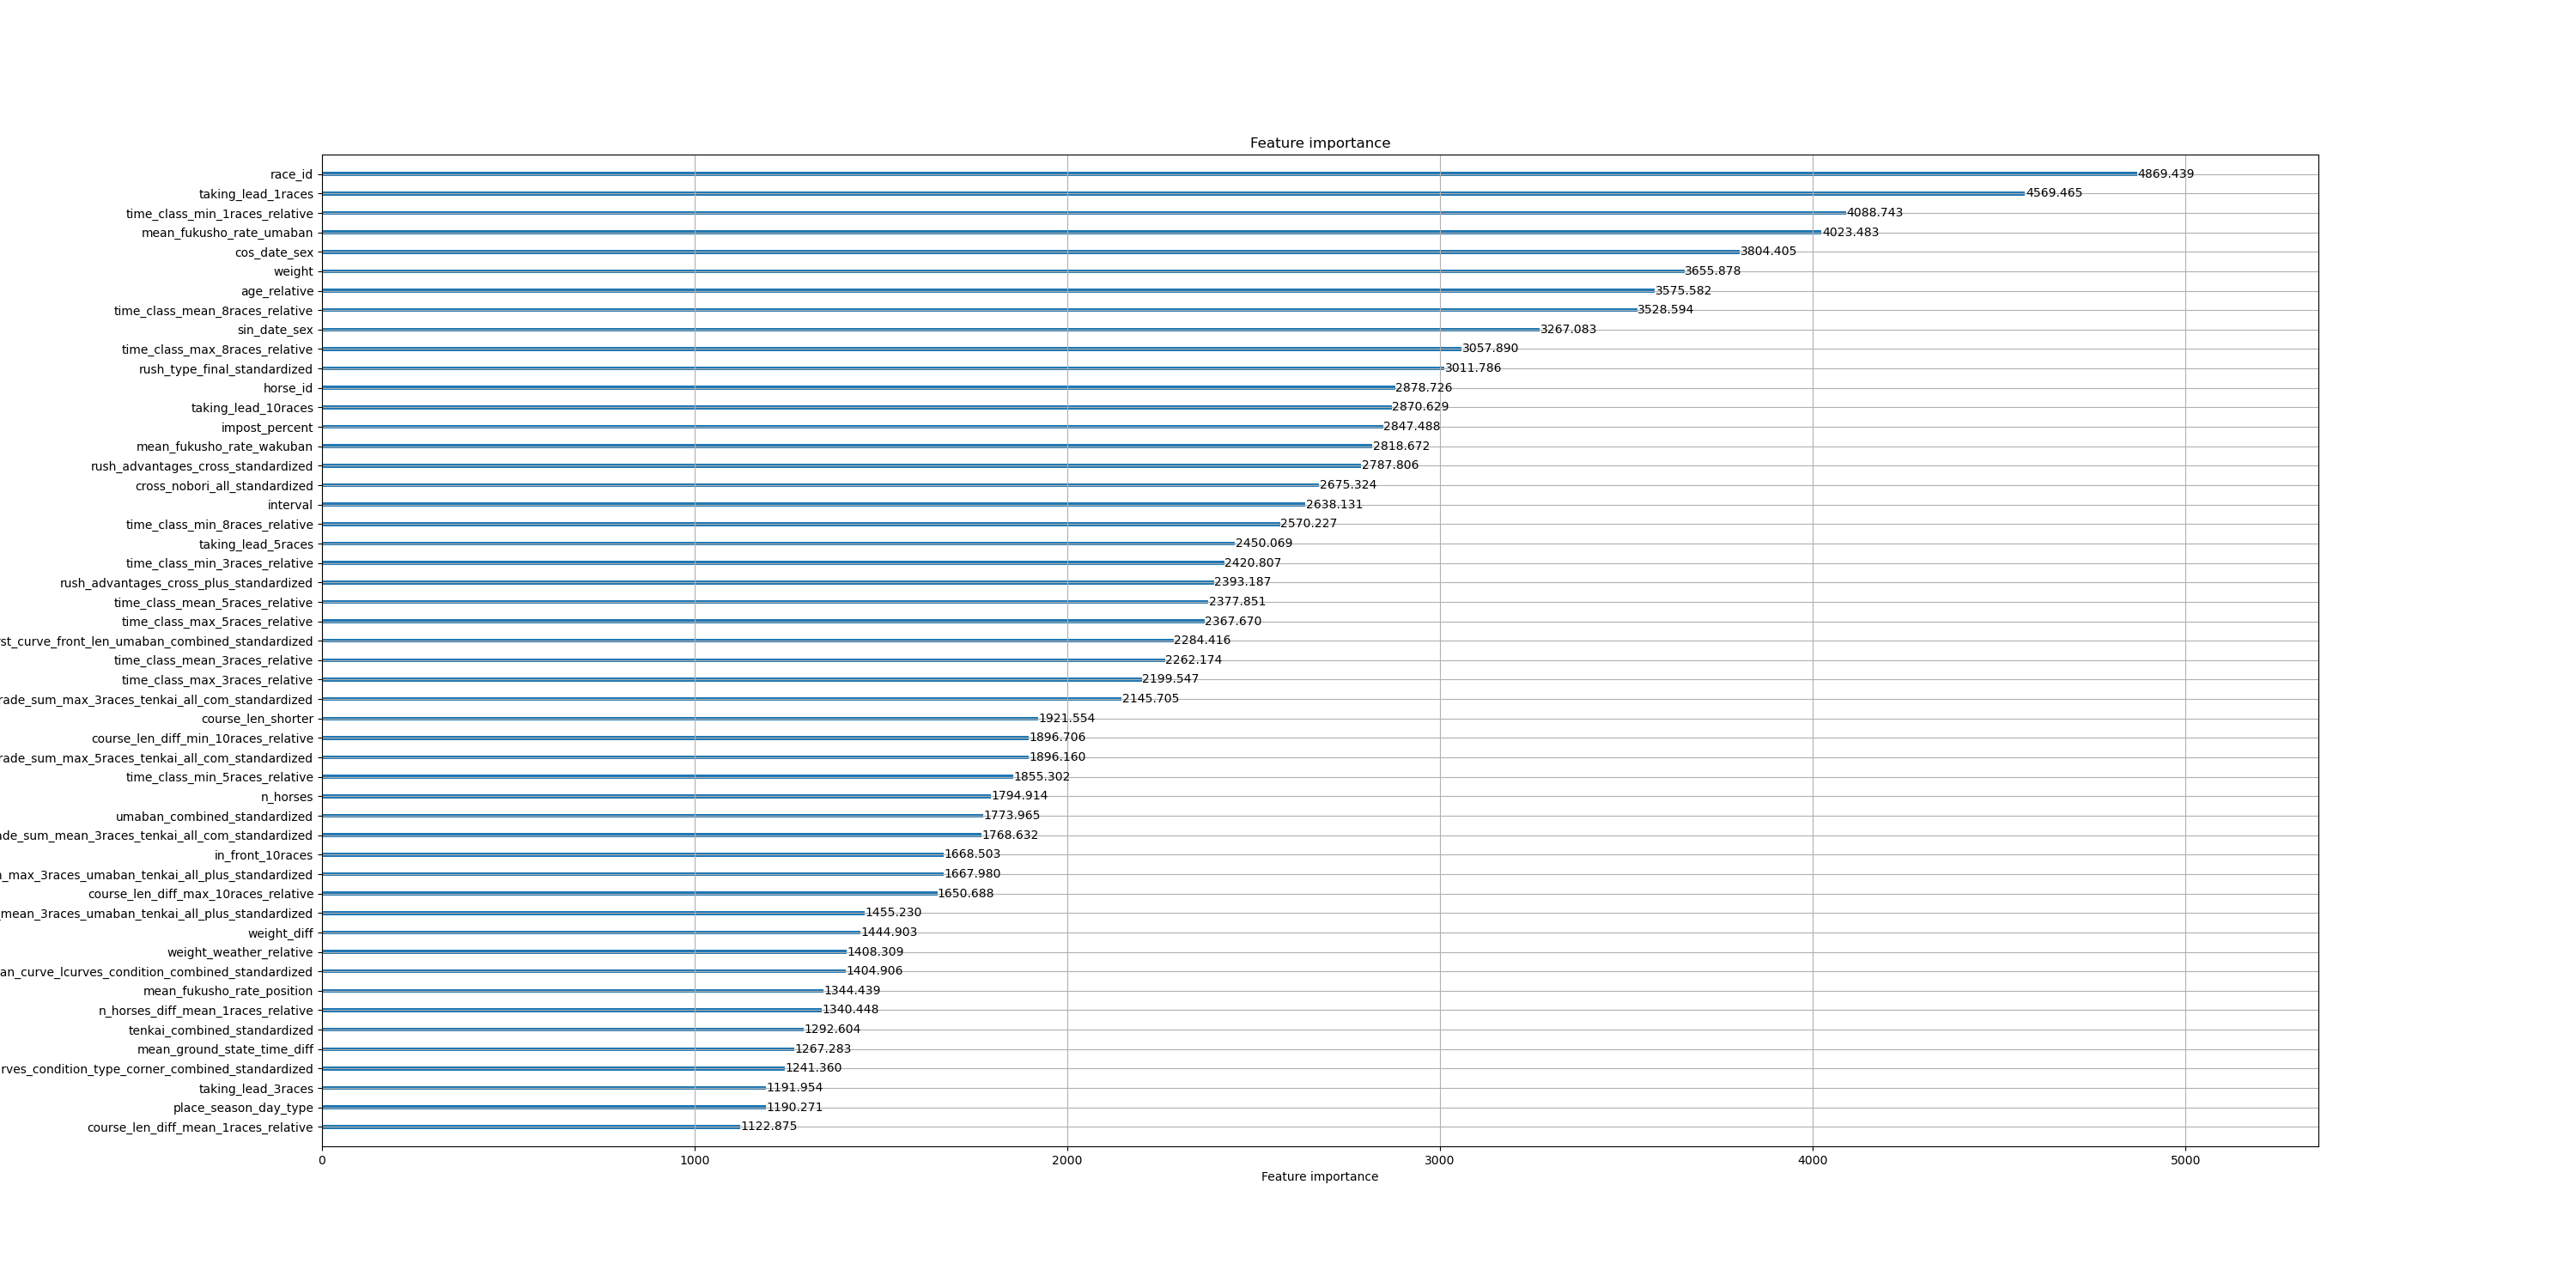 Feature importance
race_id 4869.439
taking_lead_1races 4569.465
time_class_min_1races_relative 4088.743
mean_fukusho_rate_umaban 4023.483
cos_date_sex 3804.405
weight 3655.878
age_relative 3575.582
time_class_mean_8races_relative 3528.594
sin_date_sex 3267.083
time_class_max_8races_relative 3057.890
rush_type_final_standardized 3011.786
horse_id 2878.726
taking_lead_10races 2870.629
impost_percent 2847.488
mean_fukusho_rate_wakuban 2818.672
rush_advantages_cross_standardized 2787.806
cross_nobori_all_standardized 2675.324
interval 2638.131
time_class_min_8races_relative 2570.227
taking_lead_5races 2450.069
time_class_min_3races_relative 2420.807
rush_advantages_cross_plus_standardized 2393.187
time_class_mean_5races_relative 2377.851
time_class_max_5races_relative 2367.670
st_curve_front_len_umaban_combined_standardized 2284.416
time_class_mean_3races_relative 2262.174
time_class_max_3races_relative 2199.547
rade_sum_max_3races_tenkai_all_com_standardized 2145.705
course_len_shorter 1921.554
course_len_diff_min_10races_relative 1896.706
rade_sum_max_5races_tenkai_all_com_standardized 1896.160
time_class_min_5races_relative 1855.302
n_horses 1794.914
umaban_combined_standardized 1773.965
ade_sum_mean_3races_tenkai_all_com_standardized 1768.632
in_front_10races 1668.503
_max_3races_umaban_tenkai_all_plus_standardized 1667.980
course_len_diff_max_10races_relative 1650.688
mean_3races_umaban_tenkai_all_plus_standardized 1455.230
weight_diff 1444.903
weight_weather_relative 1408.309
an_curve_lcurves_condition_combined_standardized 1404.906
mean_fukusho_rate_position 1344.439
n_horses_diff_mean_1races_relative 1340.448
tenkai_combined_standardized 1292.604
mean_ground_state_time_diff 1267.283
rves_condition_type_corner_combined_standardized 1241.360
taking_lead_3races 1191.954
place_season_day_type 1190.271
course_len_diff_mean_1races_relative 1122.875
0 1000 2000 3000 4000 5000
Feature importance